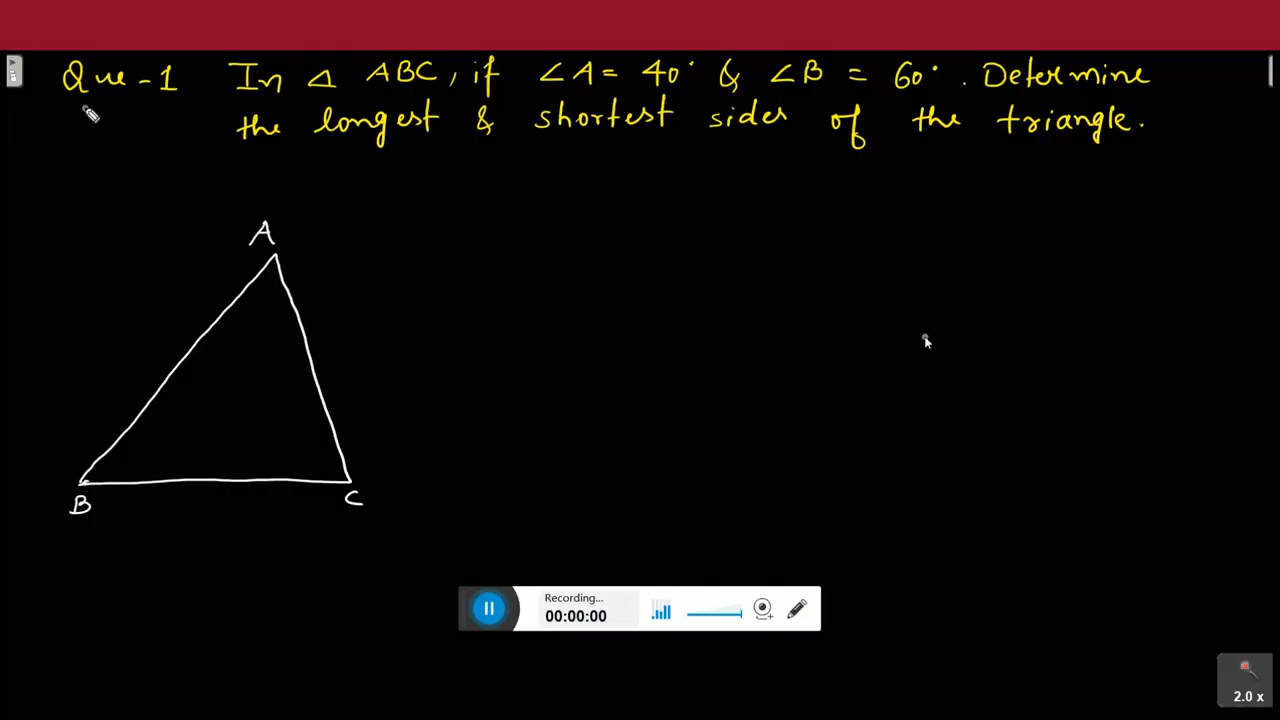 Que-1 In △ ABC, if ∠A = 40° & ∠B = 60°. Determine
the longest & shortest sides of the triangle.
A
B
C
Recording...
00:00:00
2.0 x